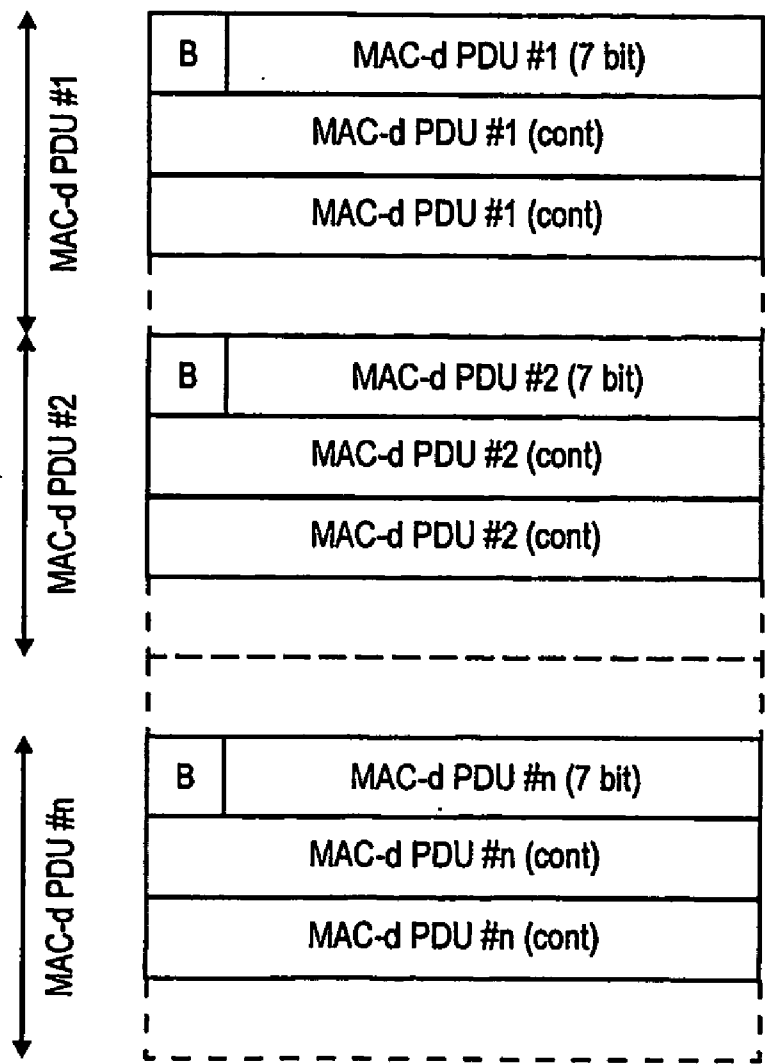 MAC-d PDU #1
B MAC-d PDU #1 (7 bit)
MAC-d PDU #1 (cont)
MAC-d PDU #1 (cont)
MAC-d PDU #2
B MAC-d PDU #2 (7 bit)
MAC-d PDU #2 (cont)
MAC-d PDU #2 (cont)
MAC-d PDU #n
B MAC-d PDU #n (7 bit)
MAC-d PDU #n (cont)
MAC-d PDU #n (cont)